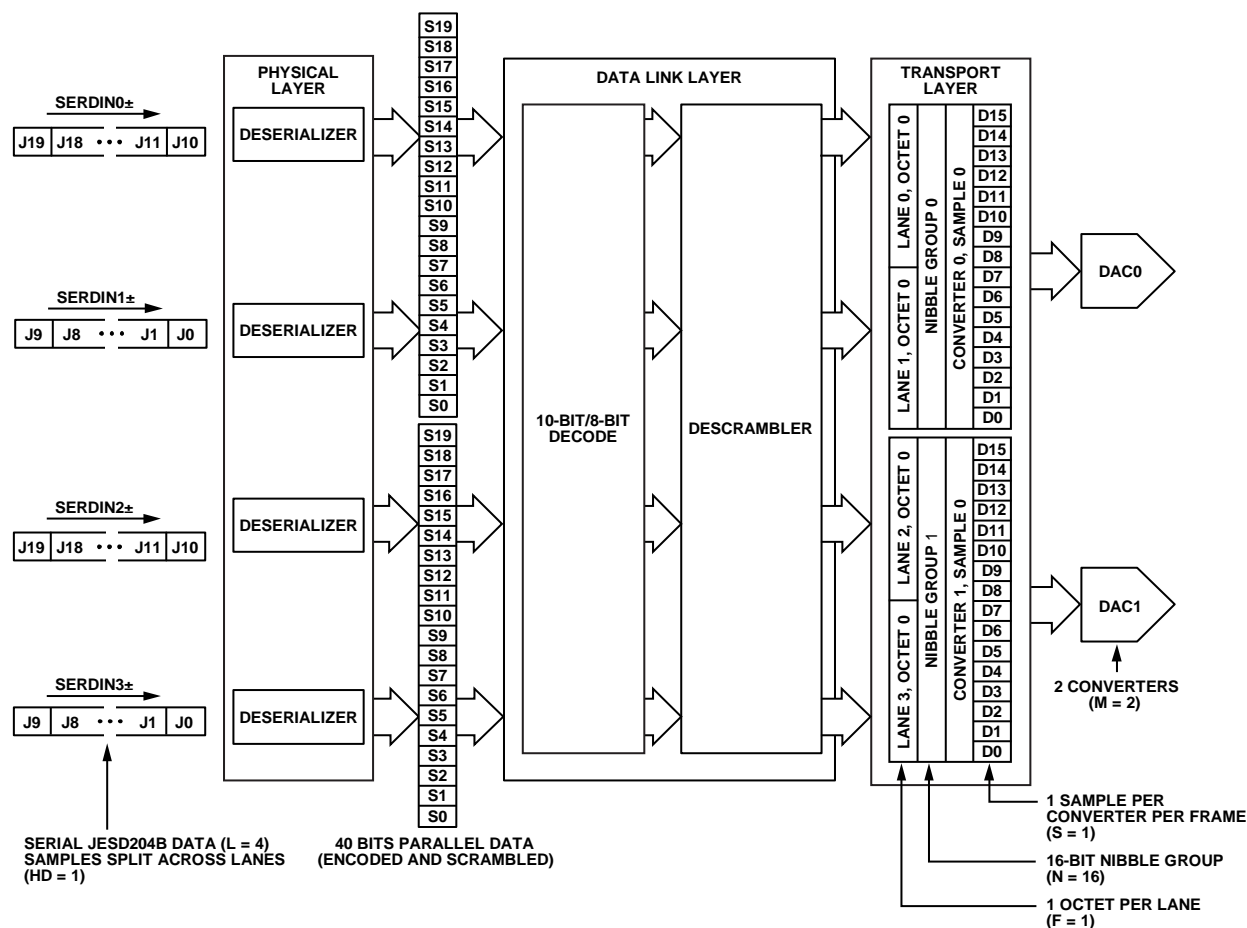 PHYSICAL
LAYER
DATA LINK LAYER
TRANSPORT
LAYER
SERDIN0±
J19 J18 ••• J11 J10
SERDIN1±
J9 J8 ••• J1 J0
SERDIN2±
J19 J18 ••• J11 J10
SERDIN3±
J9 J8 ••• J1 J0
DESERIALIZER
DESERIALIZER
DESERIALIZER
DESERIALIZER
S19
S18
S17
S16
S15
S14
S13
S12
S11
S10
S9
S8
S7
S6
S5
S4
S3
S2
S1
S0
S19
S18
S17
S16
S15
S14
S13
S12
S11
S10
S9
S8
S7
S6
S5
S4
S3
S2
S1
S0
10-BIT/8-BIT
DECODE
DESCRAMBLER
LANE 0, OCTET 0
LANE 1, OCTET 0
NIBBLE GROUP 0
CONVERTER 0, SAMPLE 0
D15
D14
D13
D12
D11
D10
D9
D8
D7
D6
D5
D4
D3
D2
D1
D0
LANE 2, OCTET 0
LANE 3, OCTET 0
NIBBLE GROUP 1
CONVERTER 1, SAMPLE 0
D15
D14
D13
D12
D11
D10
D9
D8
D7
D6
D5
D4
D3
D2
D1
D0
DAC0
DAC1
2 CONVERTERS
(M = 2)
SERIAL JESD204B DATA (L = 4)
SAMPLES SPLIT ACROSS LANES
(HD = 1)
40 BITS PARALLEL DATA
(ENCODED AND SCRAMBLED)
1 SAMPLE PER
CONVERTER PER FRAME
(S = 1)
16-BIT NIBBLE GROUP
(N = 16)
1 OCTET PER LANE
(F = 1)